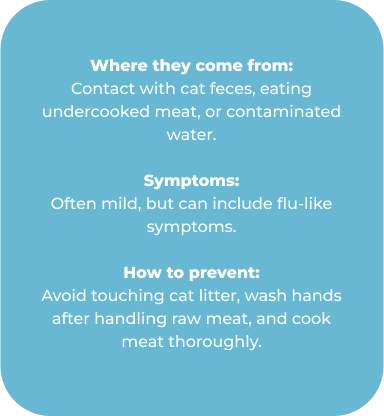 Where they come from:
Contact with cat feces, eating
undercooked meat, or contaminated
water.
Symptoms:
Often mild, but can include flu-like
symptoms.
How to prevent:
Avoid touching cat litter, wash hands
after handling raw meat, and cook
meat thoroughly.